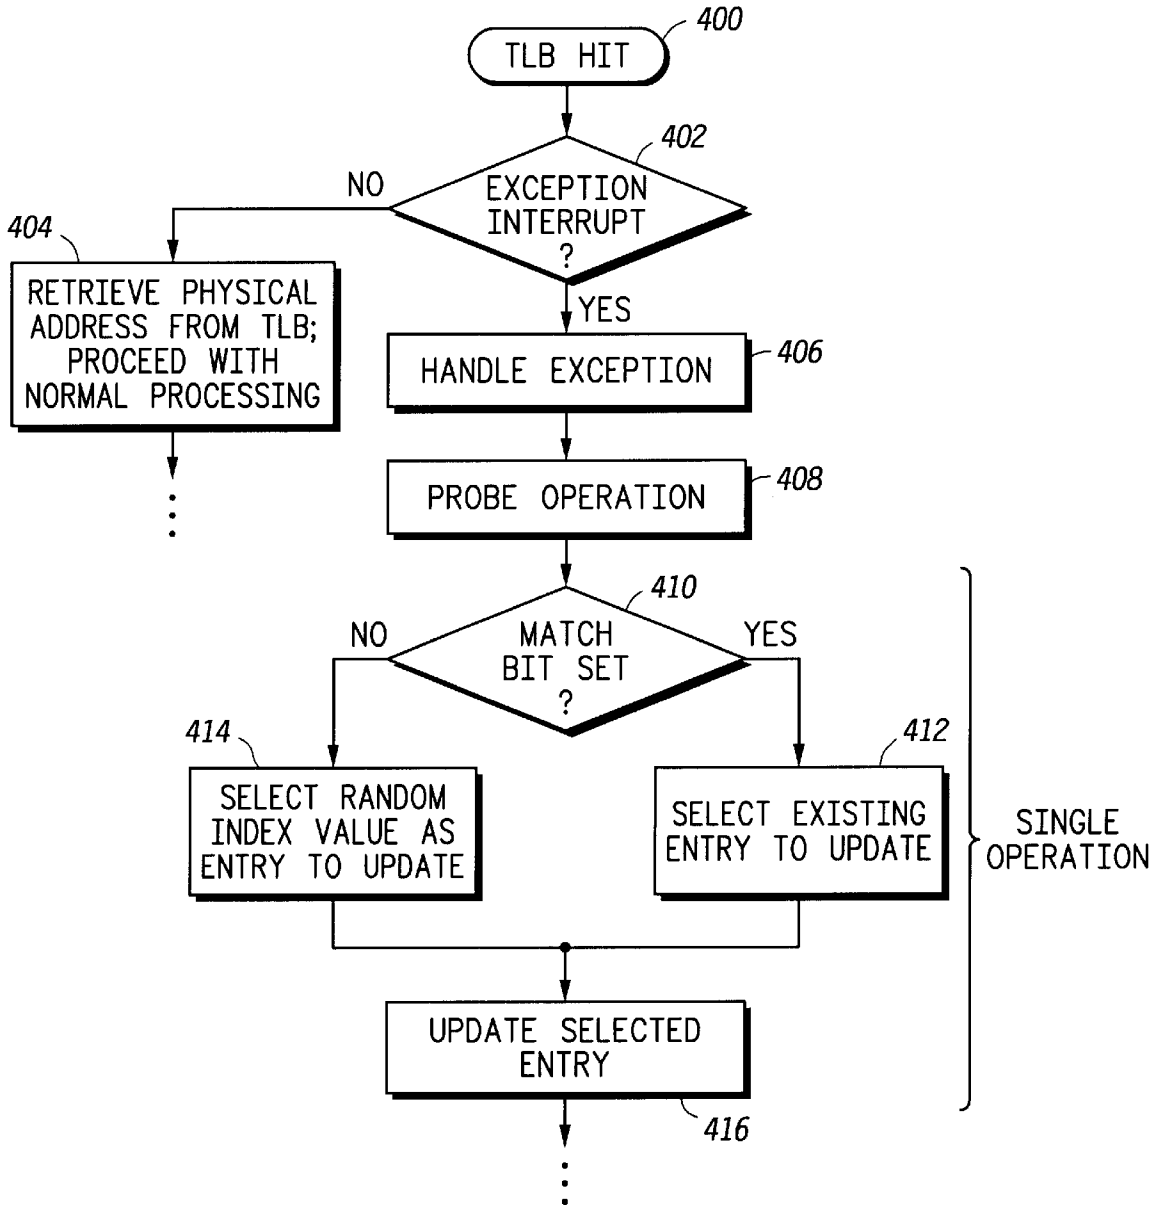 400
TLB HIT
402
EXCEPTION
INTERRUPT
?
NO
YES
404
RETRIEVE PHYSICAL
ADDRESS FROM TLB;
PROCEED WITH
NORMAL PROCESSING
HANDLE EXCEPTION
406
PROBE OPERATION
408
410
MATCH
BIT SET
?
NO
YES
414
SELECT RANDOM
INDEX VALUE AS
ENTRY TO UPDATE
412
SELECT EXISTING
ENTRY TO UPDATE
SINGLE
OPERATION
UPDATE SELECTED
ENTRY
416